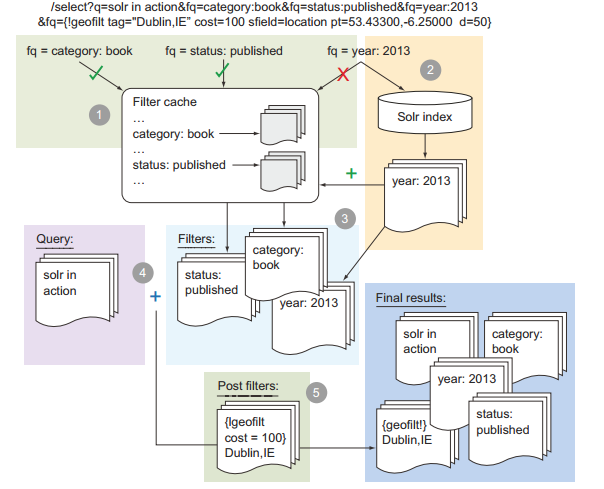 /select?q=solr in action&fq=category:book&fq=status:published&fq=year:2013
&fq={!geofilt tag="Dublin,IE” cost=100 sfield=location pt=53.43300,-6.25000 d=50}
fq = category: book
fq = status: published
fq = year: 2013
1
2
Filter cache
...
category: book
...
status: published
...
Solr index
+
year: 2013
3
Query:
Filters:
4
solr in
action
+
status:
published
category:
book
year: 2013
Final results:
solr in
action
category:
book
year: 2013
Post filters:
5
{!geofilt
cost = 100}
Dublin,IE
{geofilt!}
Dublin,IE
status:
published